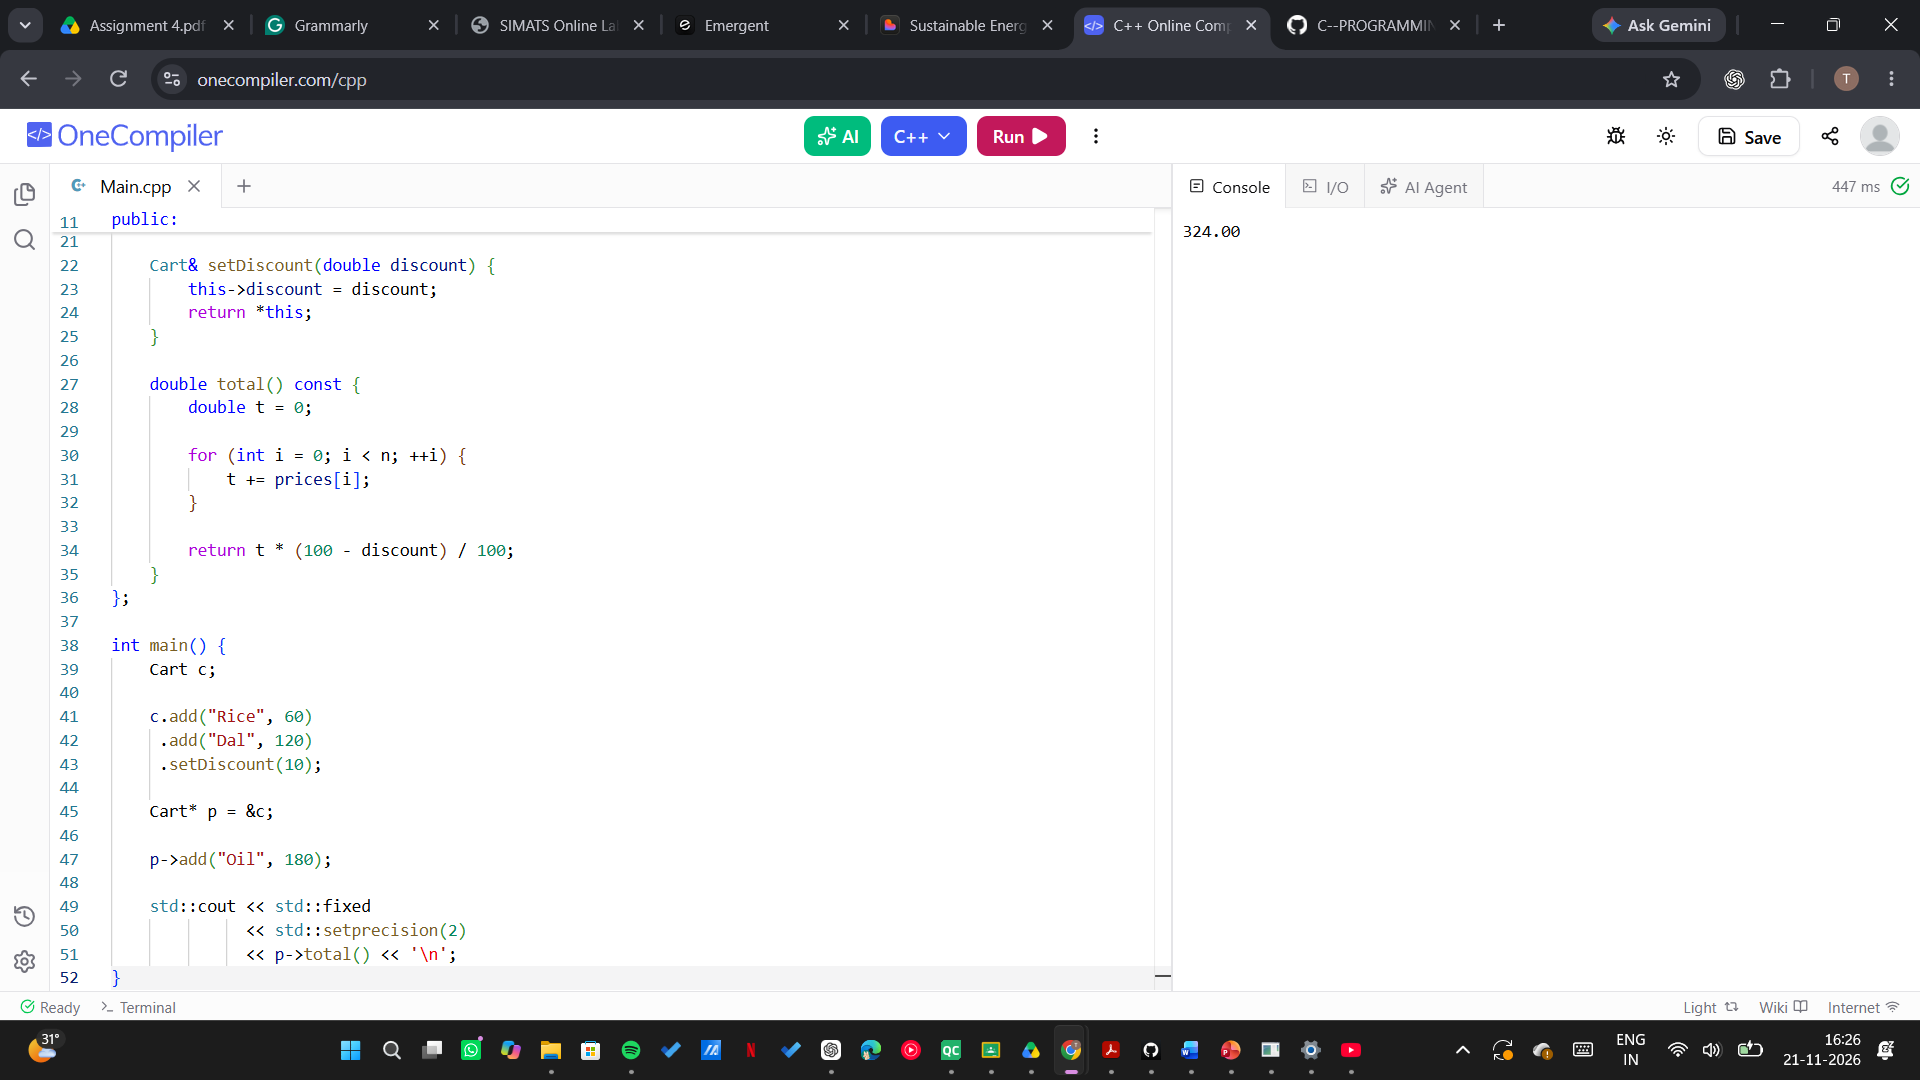 Assignment 4.pdf
Grammarly
SIMATS Online La
Emergent
Sustainable Energ
C++ Online Comp
C--PROGRAMMIN
Ask Gemini
onecompiler.com/cpp
T
</> OneCompiler
AI
C++
Run
Save
Main.cpp
Console
I/O
AI Agent
447 ms
324.00
11 public:
21
22 Cart& setDiscount(double discount) {
23 this->discount = discount;
24 return *this;
25 }
26
27 double total() const {
28 double t = 0;
29
30 for (int i = 0; i < n; ++i) {
31 t += prices[i];
32 }
33
34 return t * (100 - discount) / 100;
35 }
36 };
37
38 int main() {
39 Cart c;
40
41 c.add("Rice", 60)
42 .add("Dal", 120)
43 .setDiscount(10);
44
45 Cart* p = &c;
46
47 p->add("Oil", 180);
48
49 std::cout << std::fixed
50 << std::setprecision(2)
51 << p->total() << '\n';
52 }
Ready
Terminal
Light
Wiki
Internet
31°
QC
ENG
IN
16:26
21-11-2026